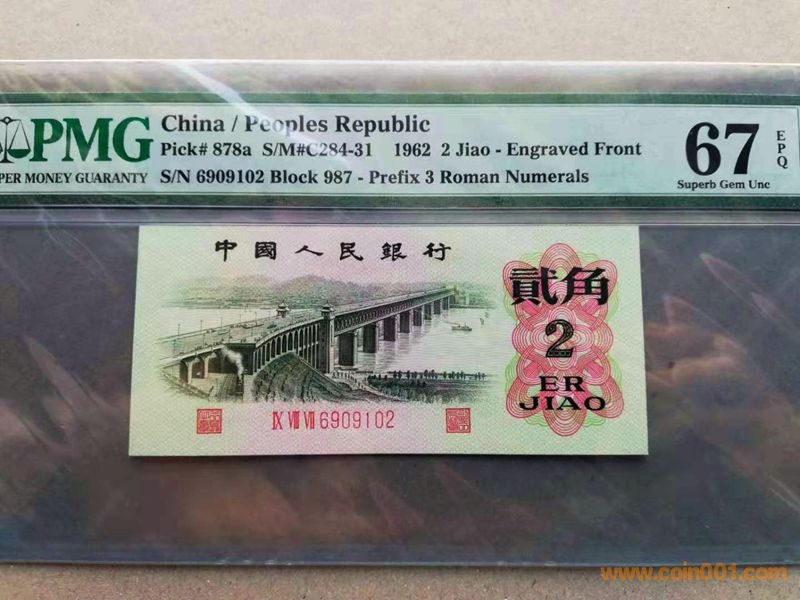 PMG
PER MONEY GUARANTY
China / Peoples Republic
Pick# 878a S/M#C284-31 1962 2 Jiao - Engraved Front
S/N 6909102 Block 987 - Prefix 3 Roman Numerals
67
EPQ
Superb Gem Unc
中國人民銀行
貳角
2
ER
JIAO
Ⅸ Ⅷ Ⅶ 6909102
www.coin001.com